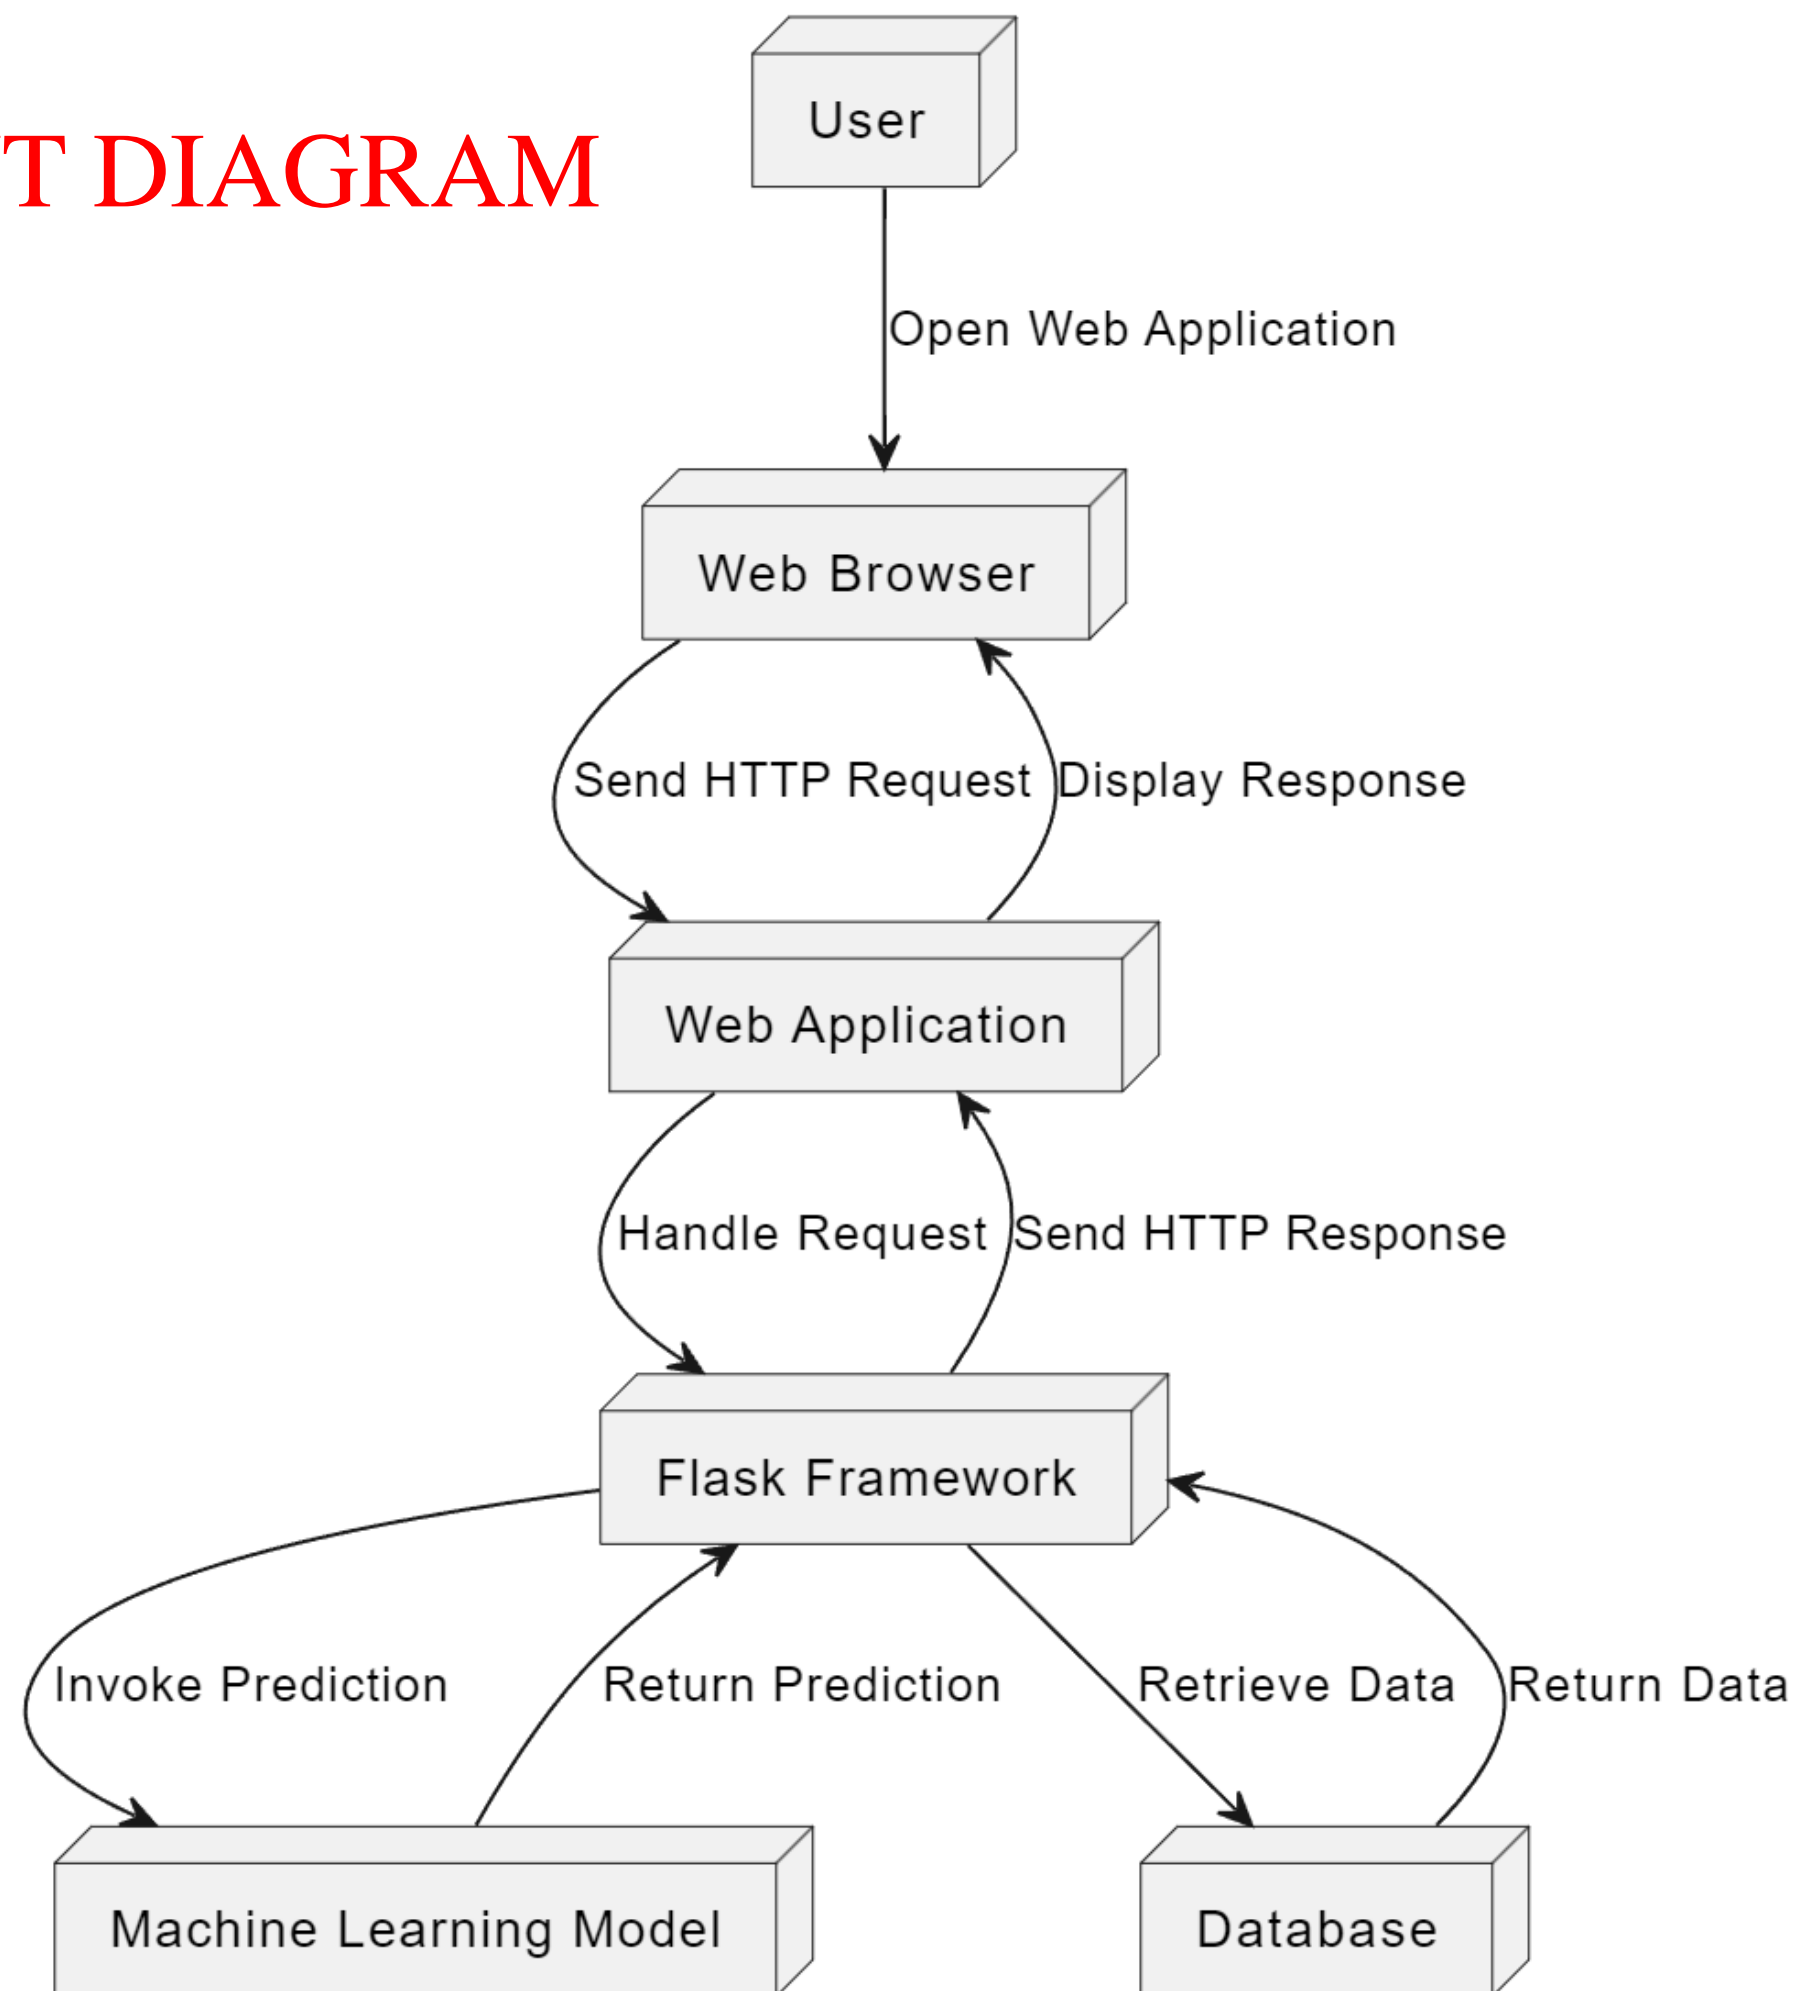 User
T DIAGRAM
Open Web Application
Web Browser
Send HTTP Request
Display Response
Web Application
Handle Request
Send HTTP Response
Flask Framework
Invoke Prediction
Return Prediction
Retrieve Data
Return Data
Machine Learning Model
Database